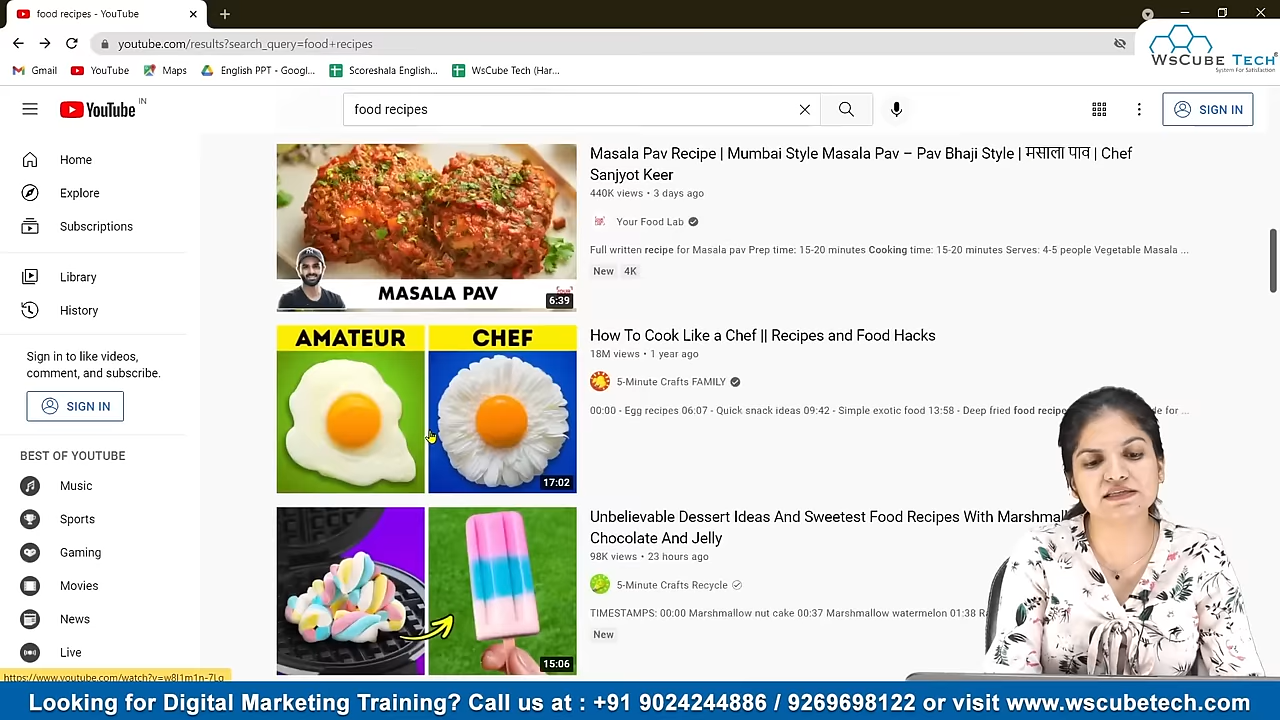 food recipes - YouTube
youtube.com/results?search_query=food+recipes
Gmail
YouTube
Maps
English PPT - Googl...
Scoreshala English...
WsCube Tech (Har...
WsCube Tech®
System For Satisfaction
YouTube IN
food recipes
SIGN IN
Home
Explore
Subscriptions
Library
History
Sign in to like videos,
comment, and subscribe.
SIGN IN
BEST OF YOUTUBE
Music
Sports
Gaming
Movies
News
Live
MASALA PAV
6:39
Masala Pav Recipe | Mumbai Style Masala Pav – Pav Bhaji Style | मसाला पाव | Chef
Sanjyot Keer
440K views • 3 days ago
Your Food Lab
Full written recipe for Masala pav Prep time: 15-20 minutes Cooking time: 15-20 minutes Serves: 4-5 people Vegetable Masala ...
New 4K
AMATEUR
CHEF
17:02
How To Cook Like a Chef || Recipes and Food Hacks
18M views • 1 year ago
5-Minute Crafts FAMILY
00:00 - Egg recipes 06:07 - Quick snack ideas 09:42 - Simple exotic food 13:58 - Deep fried food for ...
15:06
Unbelievable Dessert Ideas And Sweetest Food Recipes With
Chocolate And Jelly
98K views • 23 hours ago
5-Minute Crafts Recycle
TIMESTAMPS: 00:00 Marshmallow nut cake 00:37 Marshmallow watermelon 01:38
New
Looking for Digital Marketing Training? Call us at : +91 9024244886 / 9269698122 or visit www.wscubetech.com